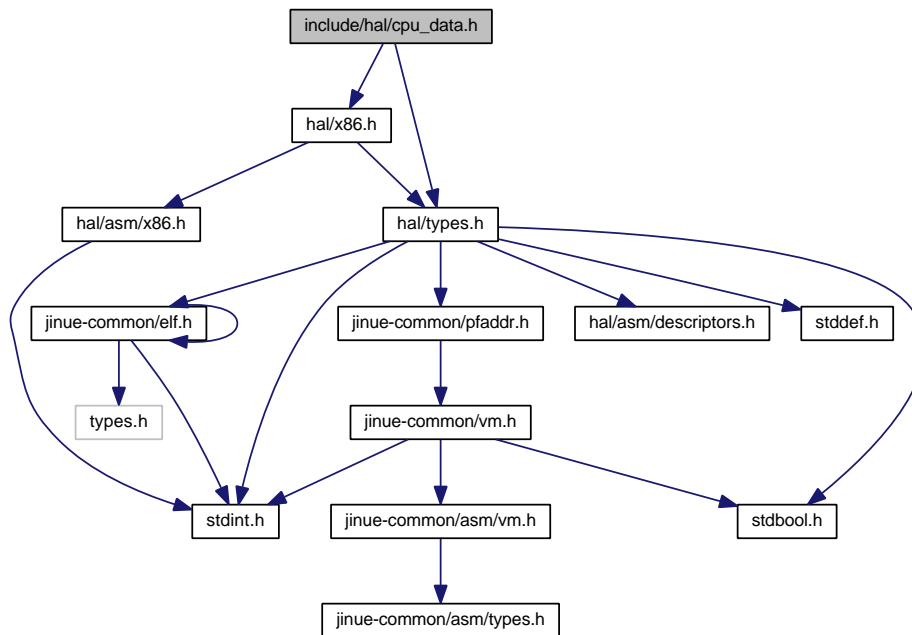 include/hal/cpu_data.h
hal/x86.h
hal/asm/x86.h
hal/types.h
jinue-common/elf.h
jinue-common/pfaddr.h
hal/asm/descriptors.h
stddef.h
types.h
jinue-common/vm.h
stdint.h
jinue-common/asm/vm.h
stdbool.h
jinue-common/asm/types.h